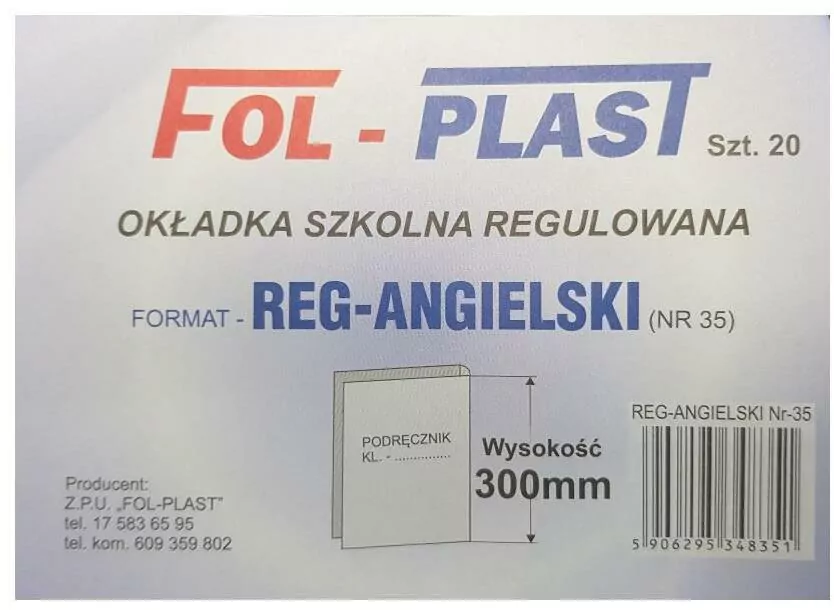 FOL - PLAST Szt. 20
OKŁADKA SZKOLNA REGULOWANA
FORMAT - REG-ANGIELSKI (NR 35)
PODRĘCZNIK
KL. - ...............
Wysokość
300mm
REG-ANGIELSKI Nr-35
5 906295 348351
Producent:
Z.P.U. „FOL-PLAST"
tel. 17 583 65 95
tel. kom. 609 359 802